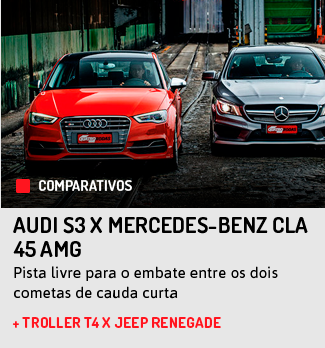 COMPARATIVOS
AUDI S3 X MERCEDES-BENZ CLA
45 AMG
Pista livre para o embate entre os dois
cometas de cauda curta
+ TROLLER T4 X JEEP RENEGADE